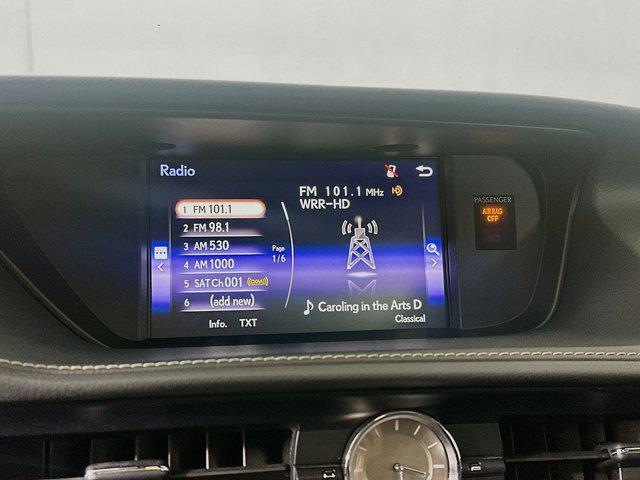 Radio
FM 101.1 MHz
WRR-HD
1 FM 101.1
2 FM 98.1
3 AM 530
4 AM 1000
5 SAT Ch 001 ((SXM))
6 (add new)
Page
1/6
Caroling in the Arts D
Classical
Info. TXT
PASSENGER
AIRBAG
OFF